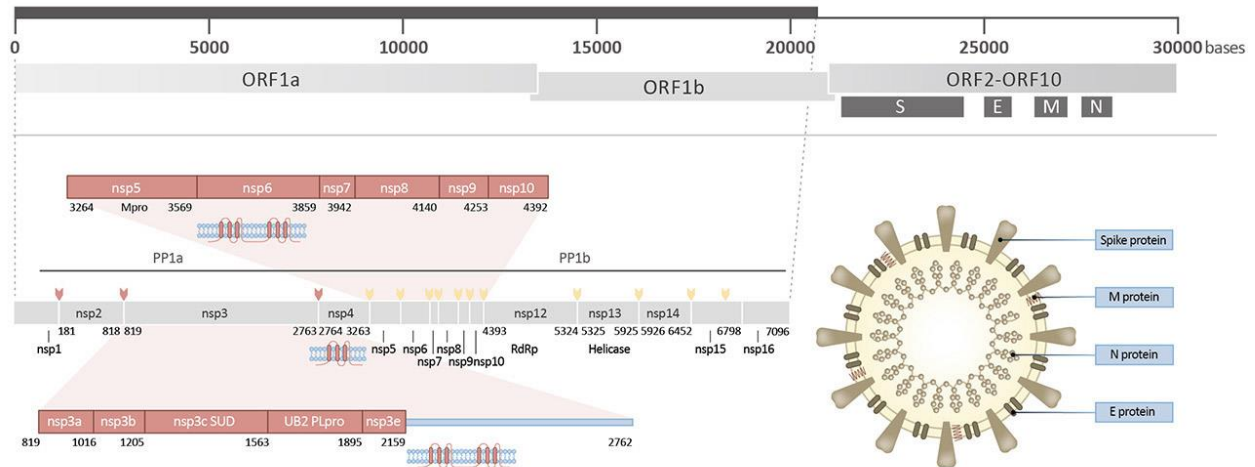 0 5000 10000 15000 20000 25000 30000 bases
ORF1a ORF1b ORF2-ORF10
S E M N
nsp5 nsp6 nsp7 nsp8 nsp9 nsp10
3264 Mpro 3569 3859 3942 4140 4253 4392
PP1a PP1b
nsp2 nsp3 nsp4 nsp12 nsp13 nsp14
181 818 819 2763 2764 3263 4393 5324 5325 5925 5926 6452 6798 7096
nsp1 nsp5 nsp6 nsp7 nsp8 nsp9 nsp10 RdRp Helicase nsp15 nsp16
nsp3a nsp3b nsp3c SUD UB2 PLpro nsp3e
819 1016 1205 1563 1895 2159 2762
Spike protein
M protein
N protein
E protein